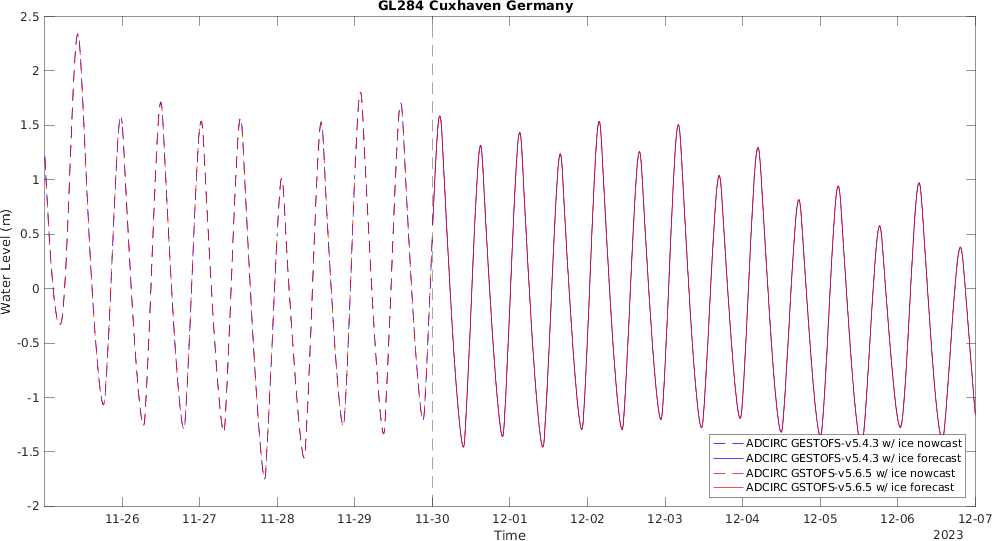 GL284 Cuxhaven Germany
2.5
2
1.5
1
0.5
0
-0.5
-1
-1.5
-2
Water Level (m)
11-26 11-27 11-28 11-29 11-30 12-01 12-02 12-03 12-04 12-05 12-06 12-07
Time
2023
ADCIRC GESTOFS-v5.4.3 w/ ice nowcast
ADCIRC GESTOFS-v5.4.3 w/ ice forecast
ADCIRC GSTOFS-v5.6.5 w/ ice nowcast
ADCIRC GSTOFS-v5.6.5 w/ ice forecast